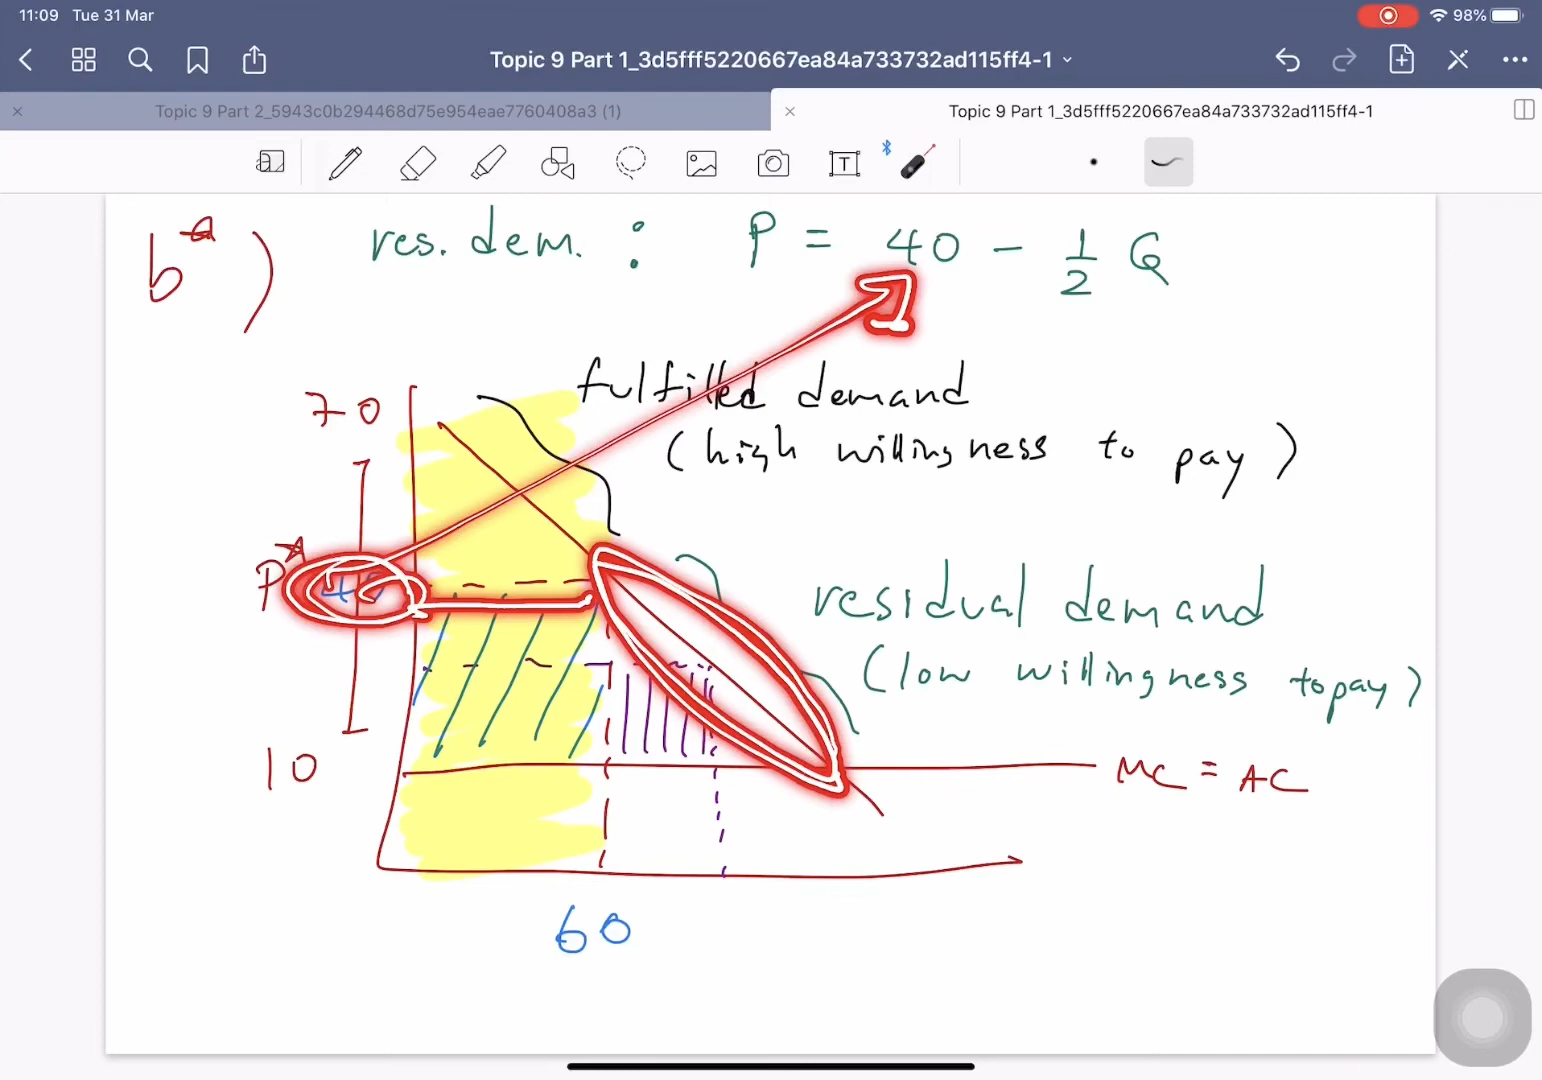 11:09 Tue 31 Mar
98%
Topic 9 Part 1_3d5fff5220667ea84a733732ad115ff4-1
Topic 9 Part 2_5943c0b294468d75e954eae7760408a3 (1)
Topic 9 Part 1_3d5fff5220667ea84a733732ad115ff4-1
b*) res. dem. : P = 40 - 1/2 Q
fulfilled demand
70
(high willingness to pay)
P* 40
residual demand
(low willingness to pay)
10
MC = AC
60